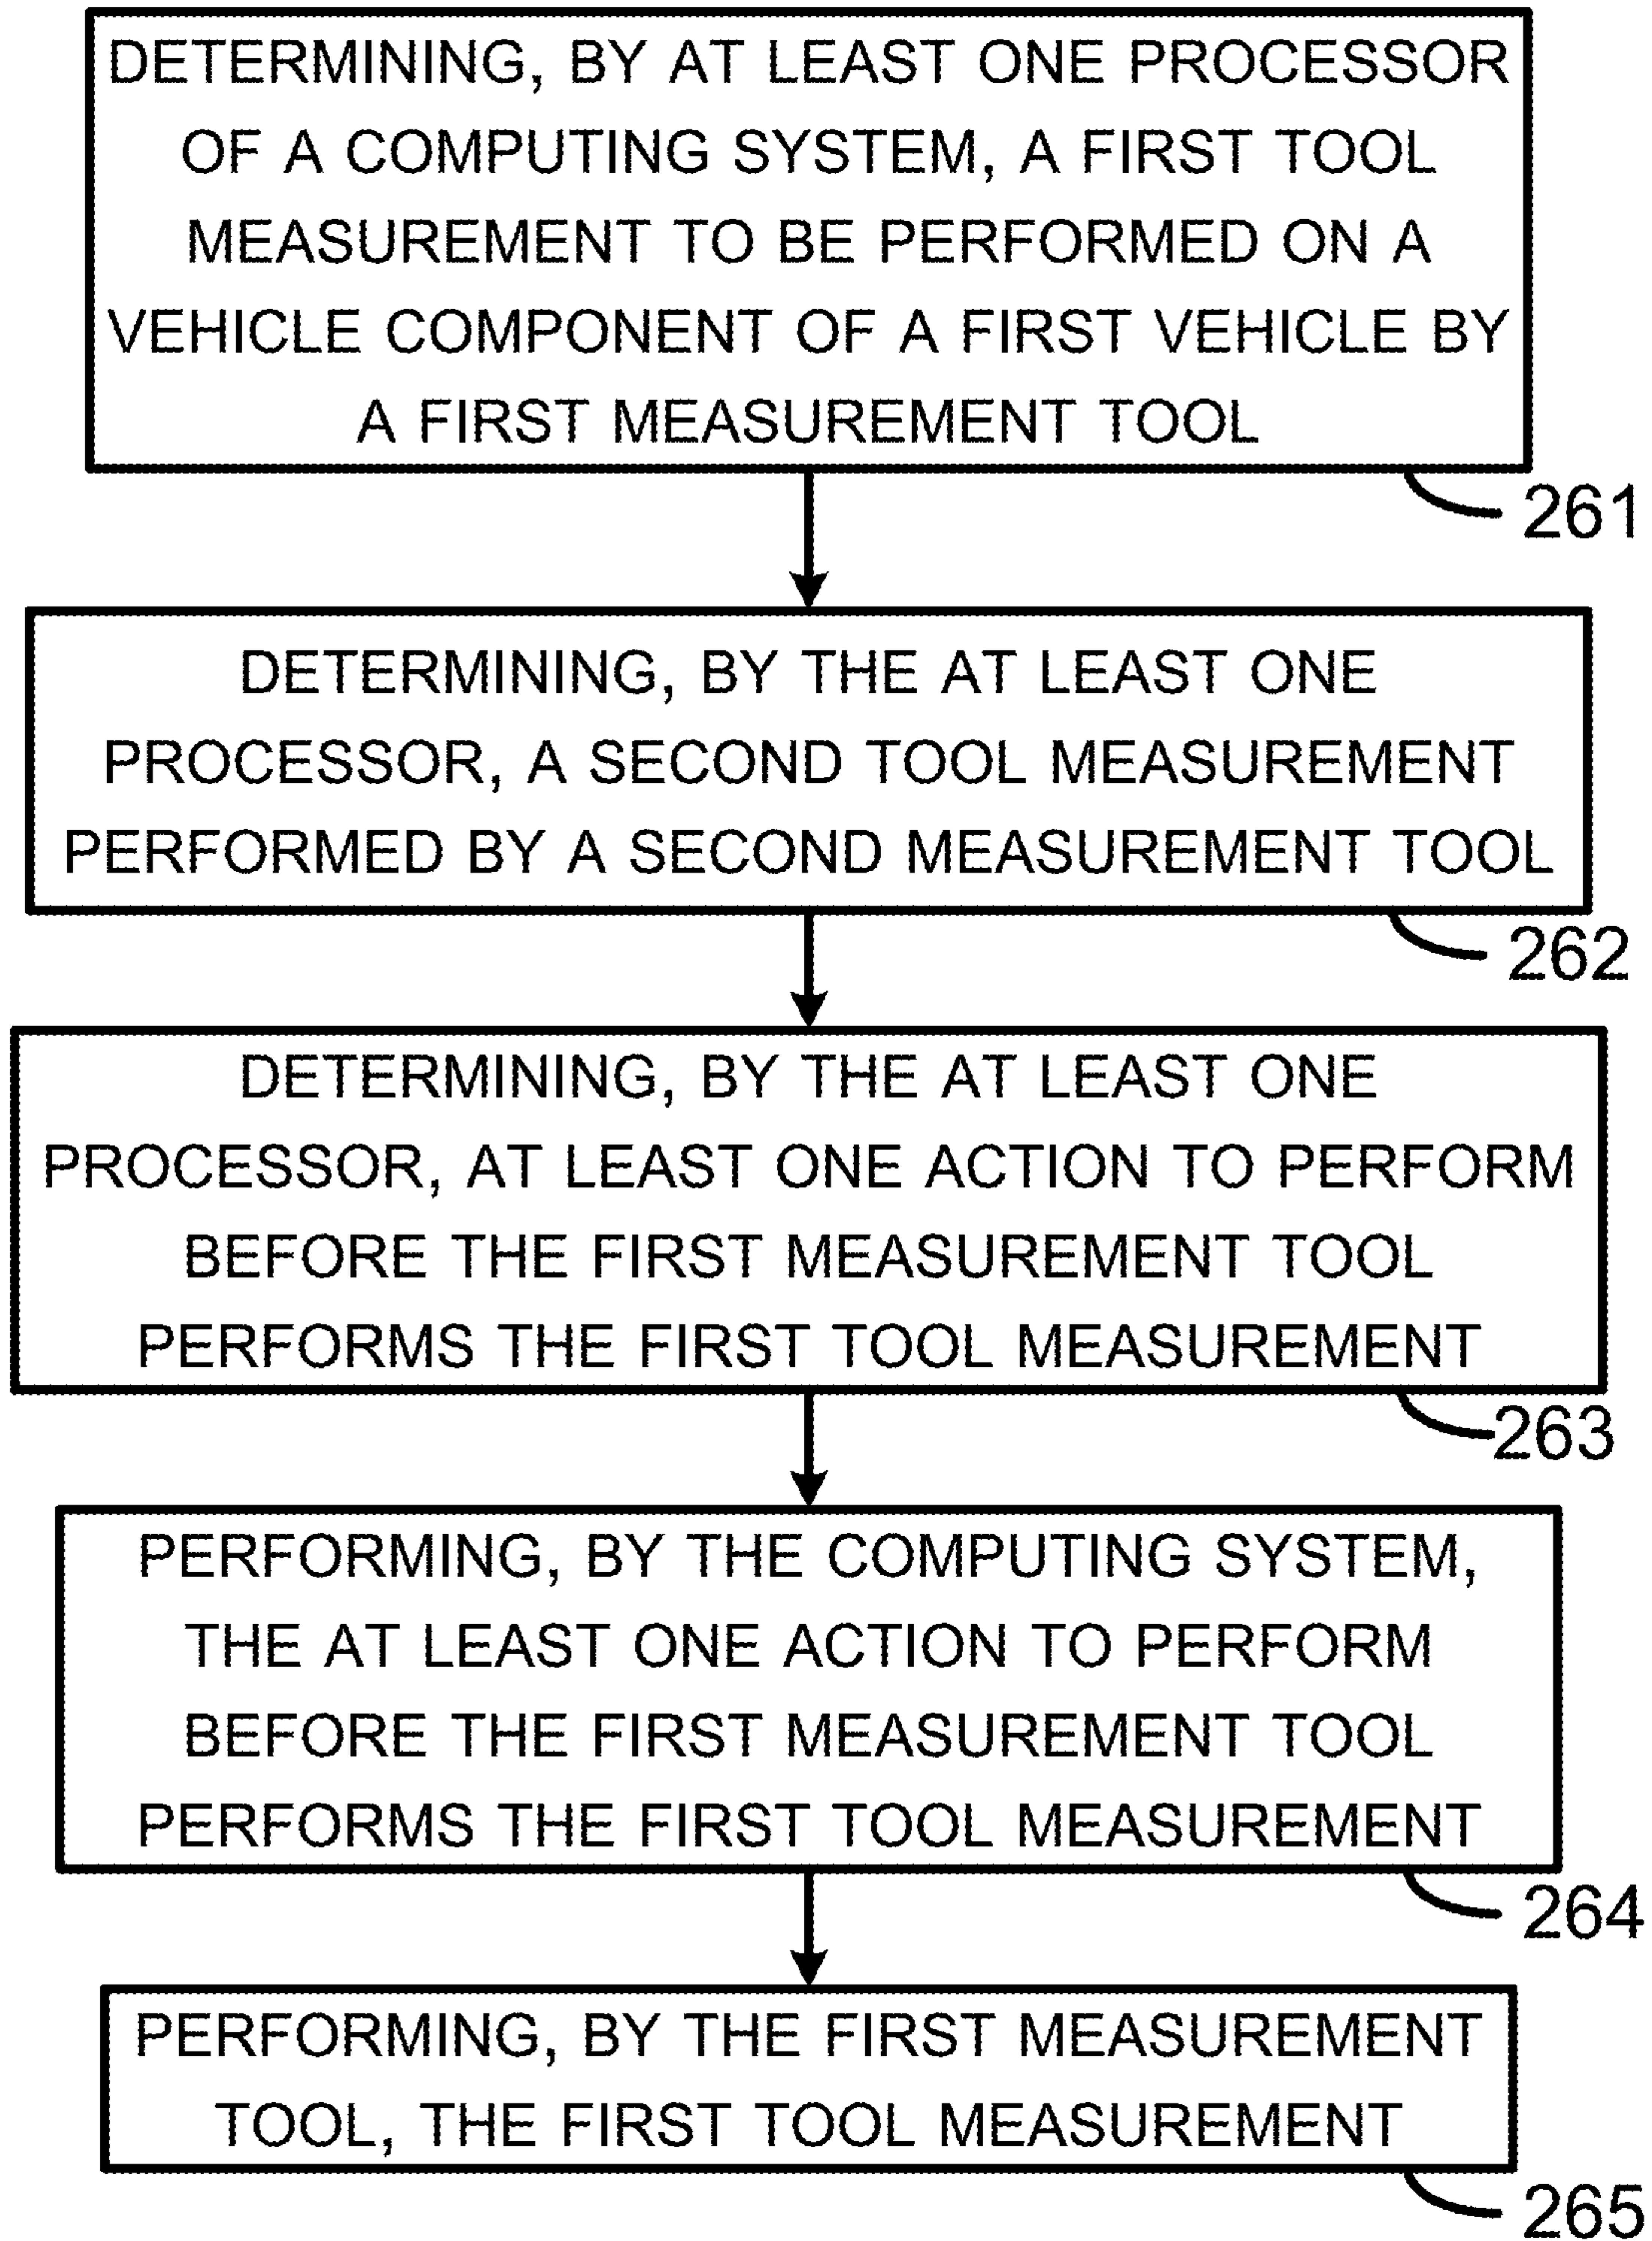 DETERMINING, BY AT LEAST ONE PROCESSOR
OF A COMPUTING SYSTEM, A FIRST TOOL
MEASUREMENT TO BE PERFORMED ON A
VEHICLE COMPONENT OF A FIRST VEHICLE BY
A FIRST MEASUREMENT TOOL
261
DETERMINING, BY THE AT LEAST ONE
PROCESSOR, A SECOND TOOL MEASUREMENT
PERFORMED BY A SECOND MEASUREMENT TOOL
262
DETERMINING, BY THE AT LEAST ONE
PROCESSOR, AT LEAST ONE ACTION TO PERFORM
BEFORE THE FIRST MEASUREMENT TOOL
PERFORMS THE FIRST TOOL MEASUREMENT
263
PERFORMING, BY THE COMPUTING SYSTEM,
THE AT LEAST ONE ACTION TO PERFORM
BEFORE THE FIRST MEASUREMENT TOOL
PERFORMS THE FIRST TOOL MEASUREMENT
264
PERFORMING, BY THE FIRST MEASUREMENT
TOOL, THE FIRST TOOL MEASUREMENT
265